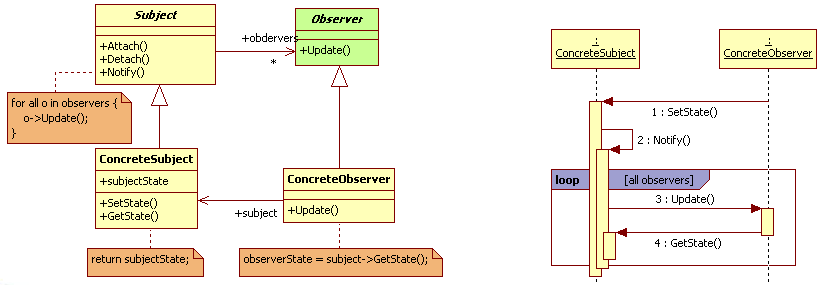 Subject
+Attach()
+Detach()
+Notify()
+obdervers
*
Observer
+Update()
for all o in observers {
o->Update();
}
ConcreteSubject
+subjectState
+SetState()
+GetState()
+subject
ConcreteObserver
+Update()
return subjectState;
observerState = subject->GetState();
:
ConcreteSubject
:
ConcreteObserver
1 : SetState()
2 : Notify()
loop
[all observers]
3 : Update()
4 : GetState()